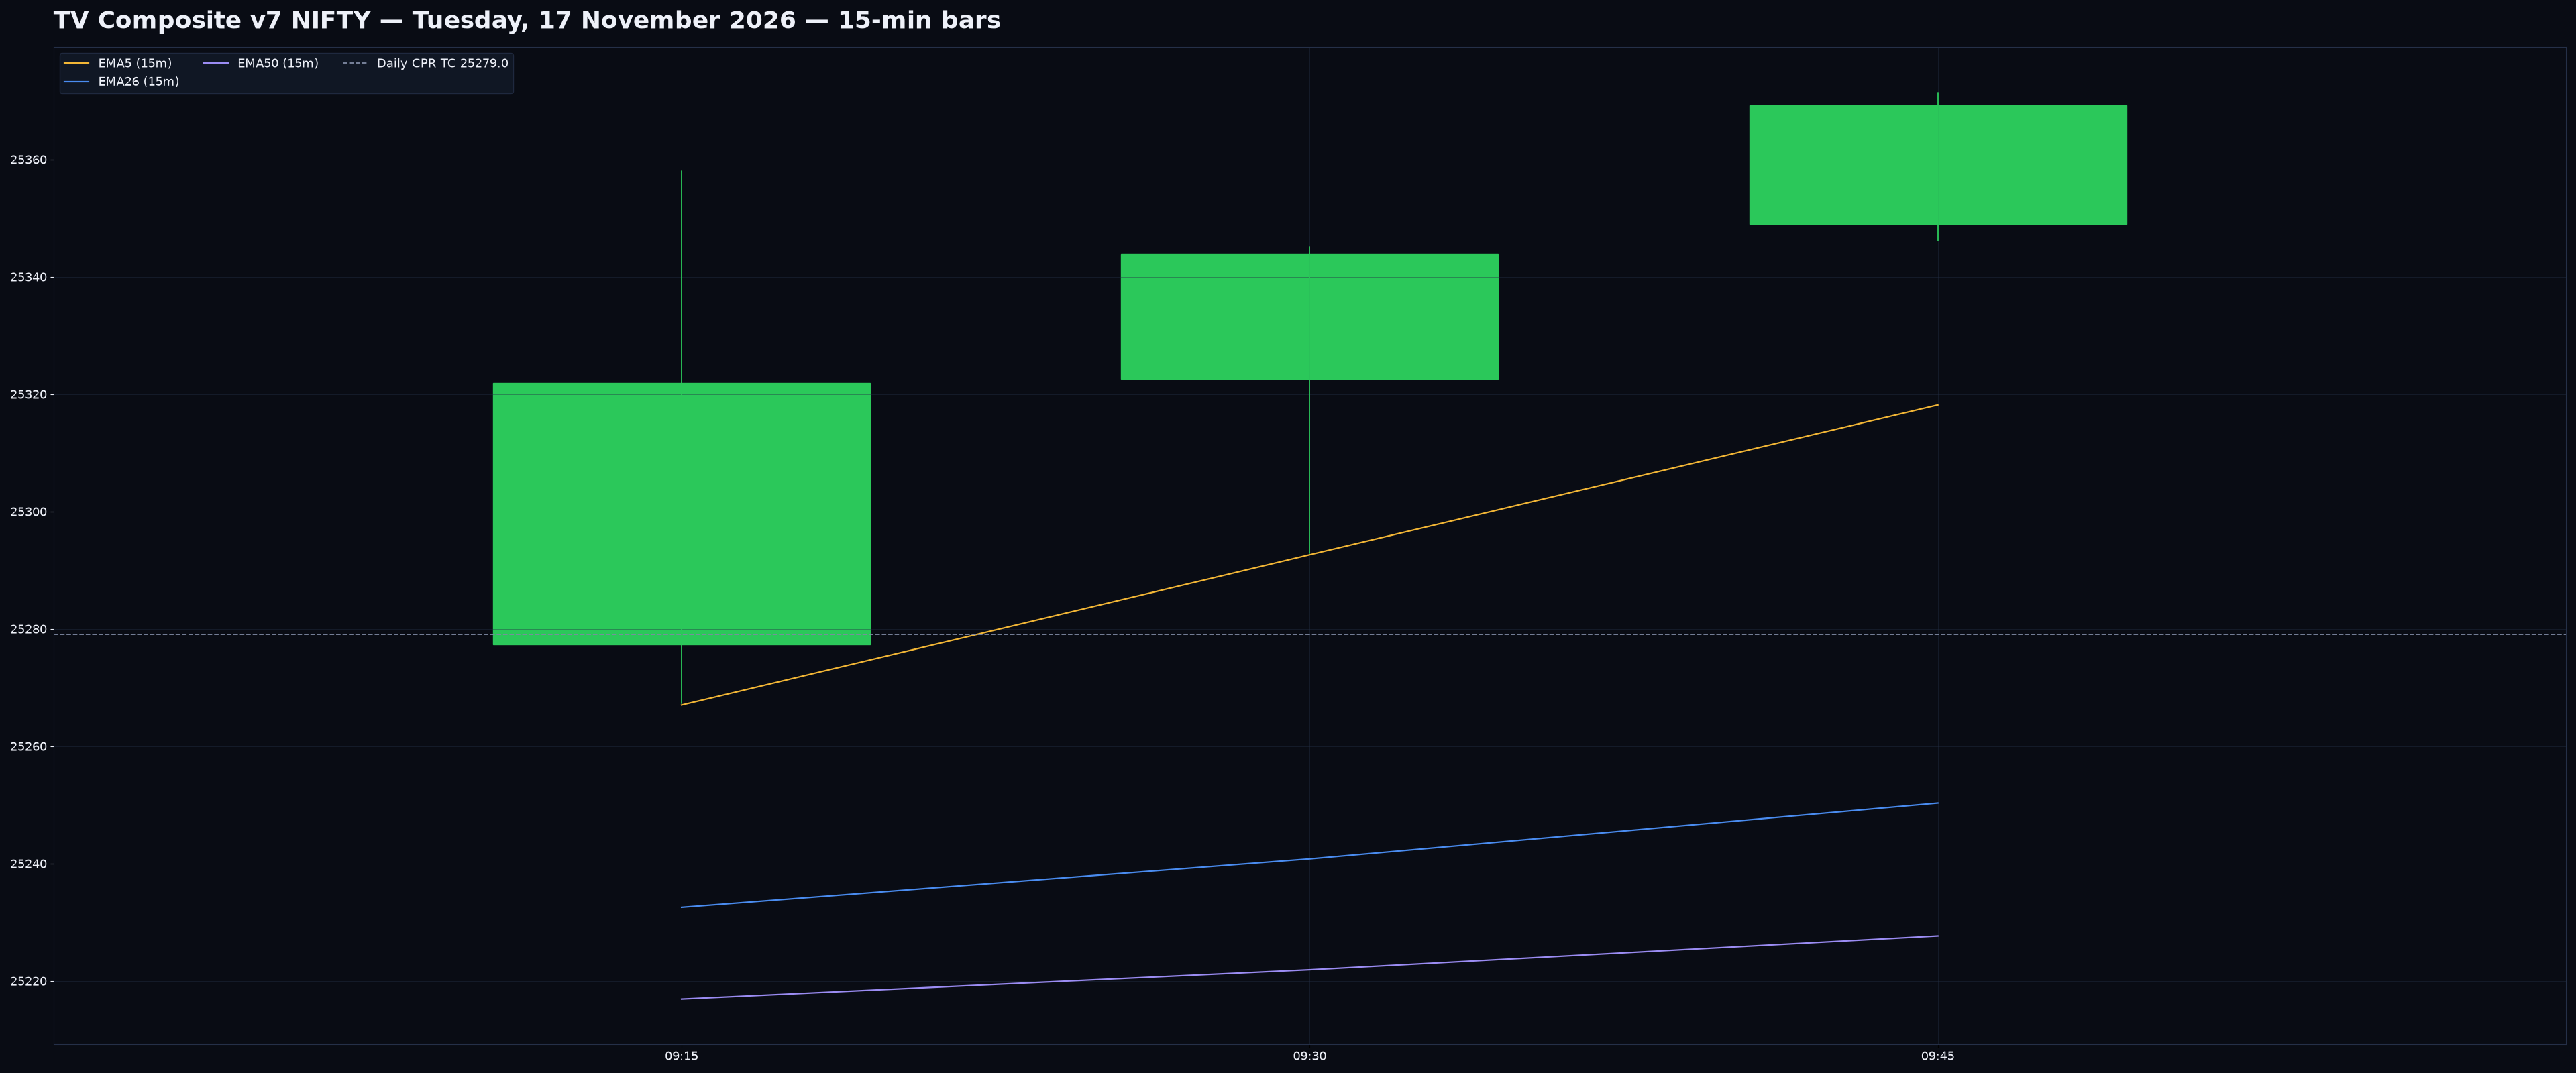 TV Composite v7 NIFTY — Tuesday, 17 November 2026 — 15-min bars
EMA5 (15m) EMA50 (15m) Daily CPR TC 25279.0
EMA26 (15m)
25360
25340
25320
25300
25280
25260
25240
25220
09:15 09:30 09:45